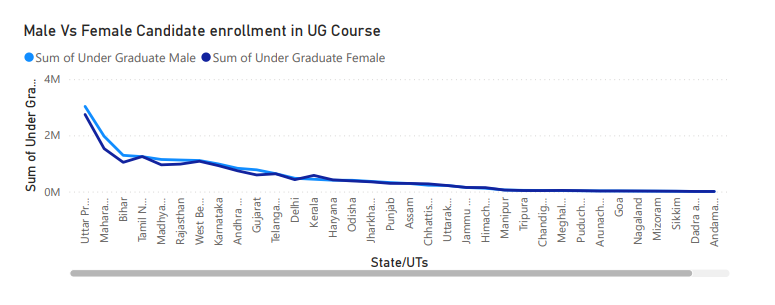 Male Vs Female Candidate enrollment in UG Course
Sum of Under Graduate Male Sum of Under Graduate Female
Sum of Under Gra...
4M
2M
0M
Uttar Pr...
Mahara...
Bihar
Tamil N...
Madhya...
Rajasthan
West Be...
Karnataka
Andhra ...
Gujarat
Telanga...
Delhi
Kerala
Haryana
Odisha
Jharkha...
Punjab
Assam
Chhattis...
Uttarak...
Jammu ...
Himach...
Manipur
Tripura
Chandig...
Meghal...
Puduch...
Arunach...
Goa
Nagaland
Mizoram
Sikkim
Dadra a...
Andama...
State/UTs